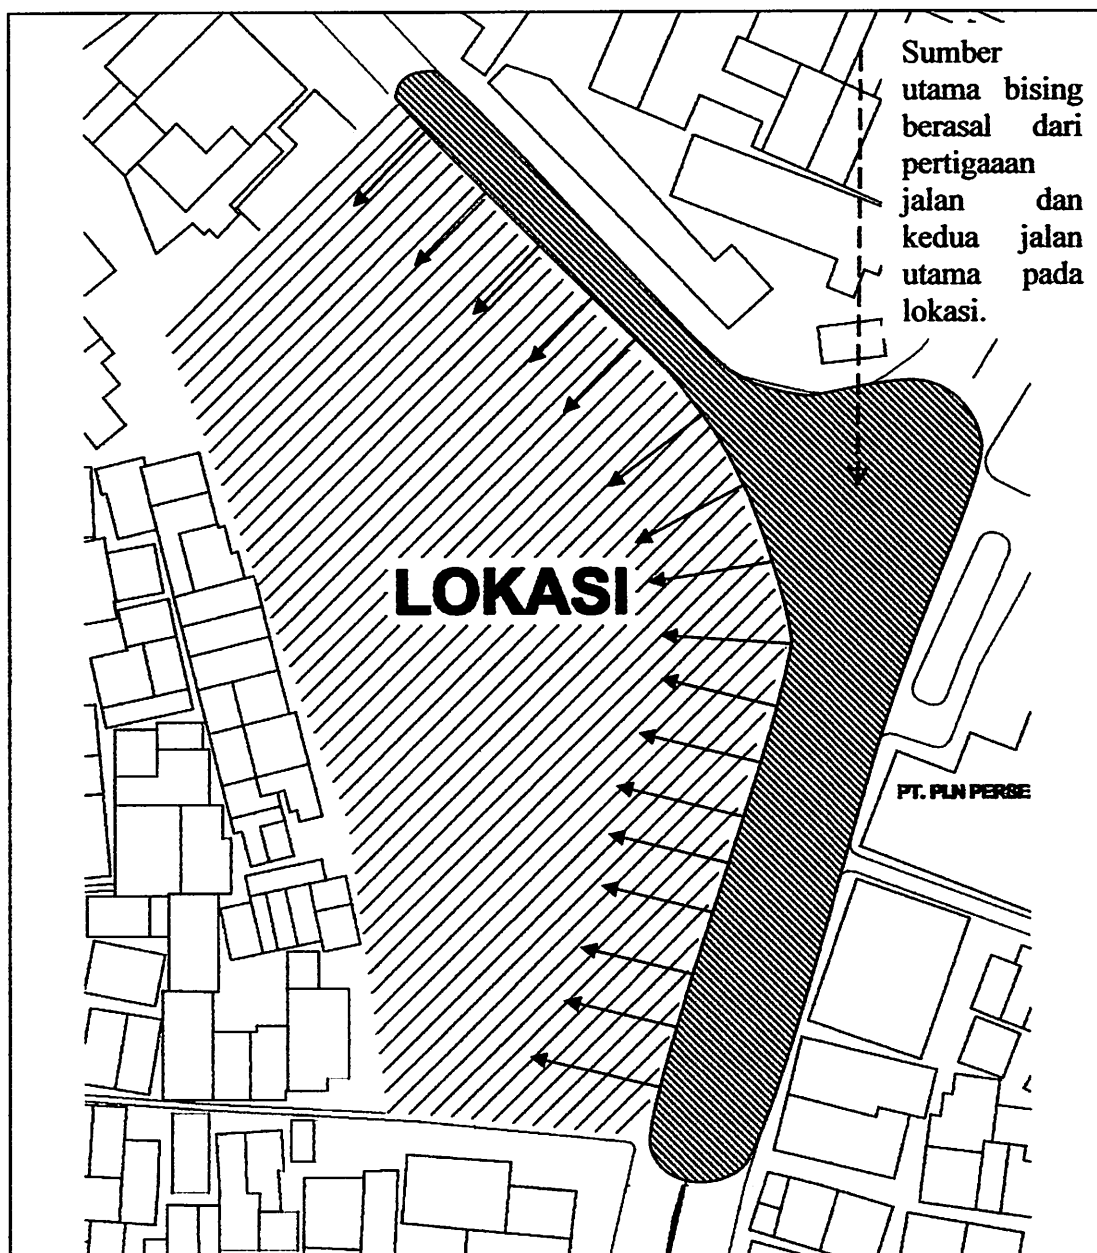 Sumber
utama bising
berasal dari
pertigaaan
jalan dan
kedua jalan
utama pada
lokasi.
LOKASI
PT. PLN PERSE